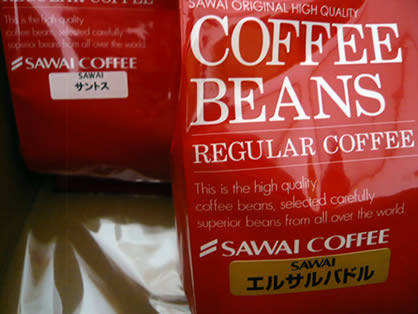 REGULAR COFFEE
This is the high quality
coffee beans, selected carefully
superior beans from all over the world.
SAWAI COFFEE
SAWAI
サントス
SAWAI ORIGINAL HIGH QUALITY
COFFEE
BEANS
REGULAR COFFEE
This is the high quality
coffee beans, selected carefully
superior beans from all over the world.
SAWAI COFFEE
SAWAI
エルサルバドル